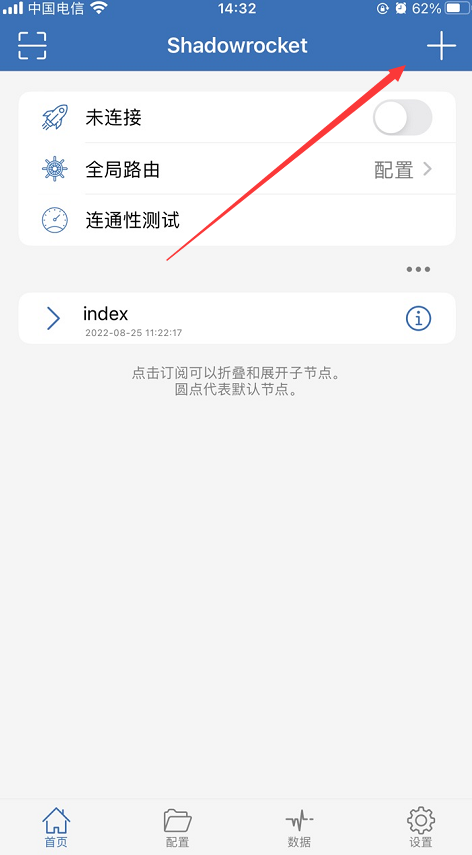 中国电信 14:32 62%
Shadowrocket
未连接
全局路由 配置
连通性测试
index
2022-08-25 11:22:17
点击订阅可以折叠和展开子节点。
圆点代表默认节点。
首页 配置 数据 设置